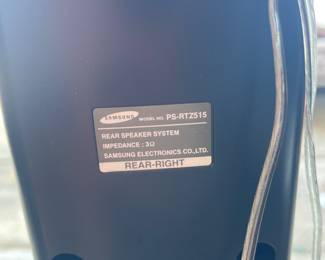 SAMSUNG MODEL NO. PS-RTZ515
REAR SPEAKER SYSTEM
IMPEDANCE : 3Ω
SAMSUNG ELECTRONICS CO.,LTD.
REAR-RIGHT